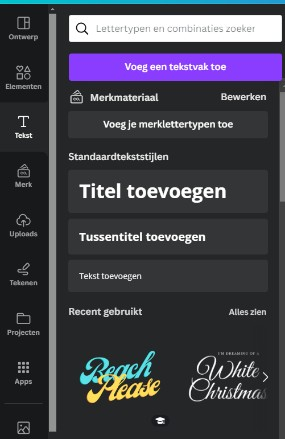 Lettertypen en combinaties zoeker
Voeg een tekstvak toe
Merkmateriaal
Bewerken
Voeg je merklettertypen toe
Standaardtekststijlen
Titel toevoegen
Tussentitel toevoegen
Tekst toevoegen
Recent gebruikt
Alles zien
Beach
Please
I'M DREAMING OF A
White
Christmas
Ontwerp
Elementen
Tekst
Merk
Uploads
Tekenen
Projecten
Apps